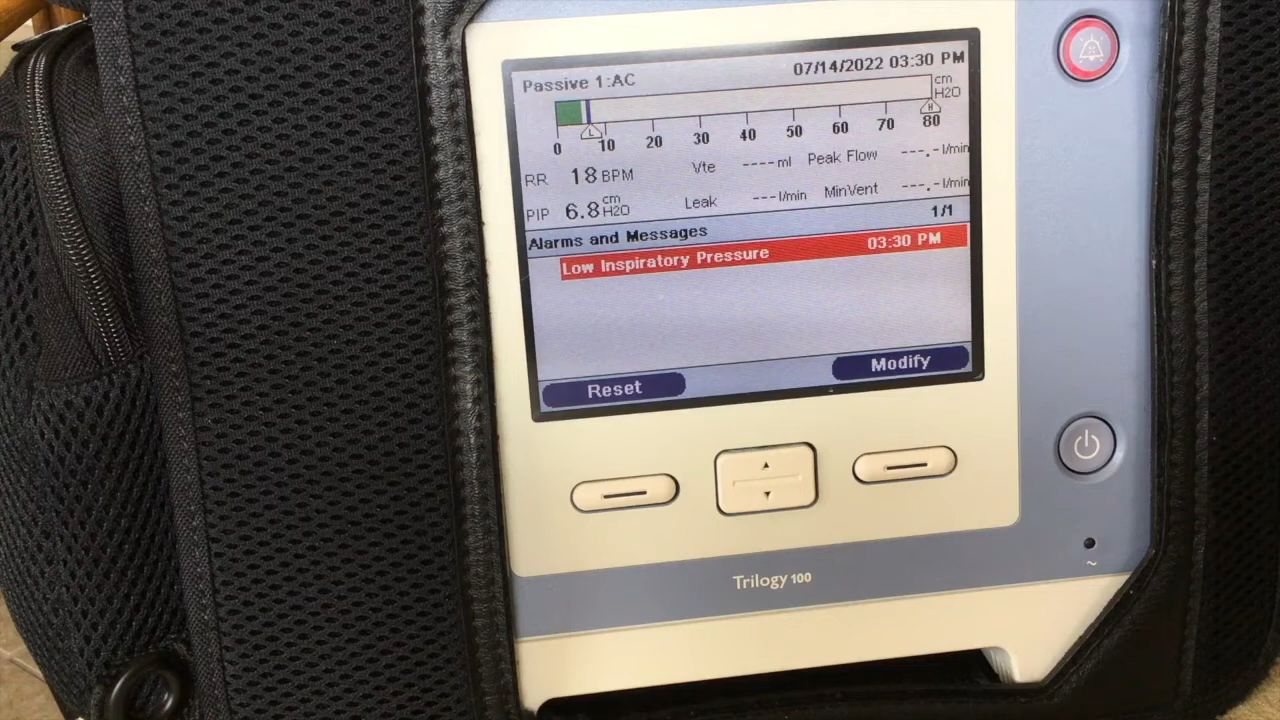 Passive 1:AC 07/14/2022 03:30 PM
cm
H2O
L H
0 10 20 30 40 50 60 70 80
RR 18 BPM Vte ----ml Peak Flow ---.-l/min
PIP 6.8 cm H2O Leak ---l/min MinVent ---.-l/min
Alarms and Messages 1/1
Low Inspiratory Pressure 03:30 PM
Reset Modify
Trilogy 100
~